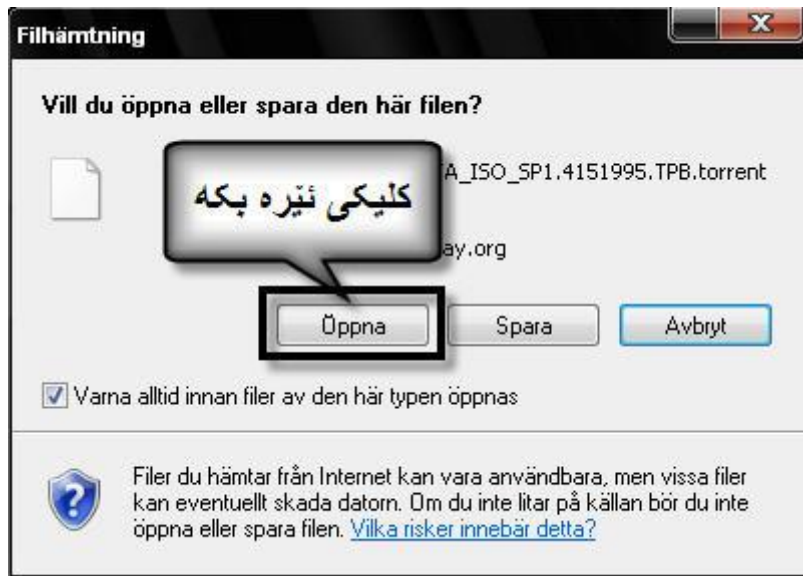 Filhämtning
Vill du öppna eller spara den här filen?
A_ISO_SP1.4151995.TPB.torrent
کلیکی ئێره بکه
ay.org
Öppna
Spara
Avbryt
Varna alltid innan filer av den här typen öppnas
Filer du hämtar från Internet kan vara användbara, men vissa filer
kan eventuellt skada datorn. Om du inte litar på källan bör du inte
öppna eller spara filen. Vilka risker innebär detta?